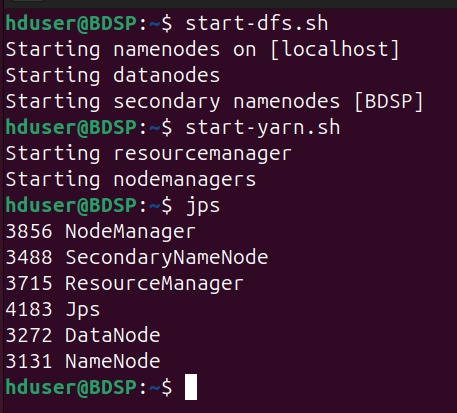 hduser@BDSP:~$ start-dfs.sh
Starting namenodes on [localhost]
Starting datanodes
Starting secondary namenodes [BDSP]
hduser@BDSP:~$ start-yarn.sh
Starting resourcemanager
Starting nodemanagers
hduser@BDSP:~$ jps
3856 NodeManager
3488 SecondaryNameNode
3715 ResourceManager
4183 Jps
3272 DataNode
3131 NameNode
hduser@BDSP:~$